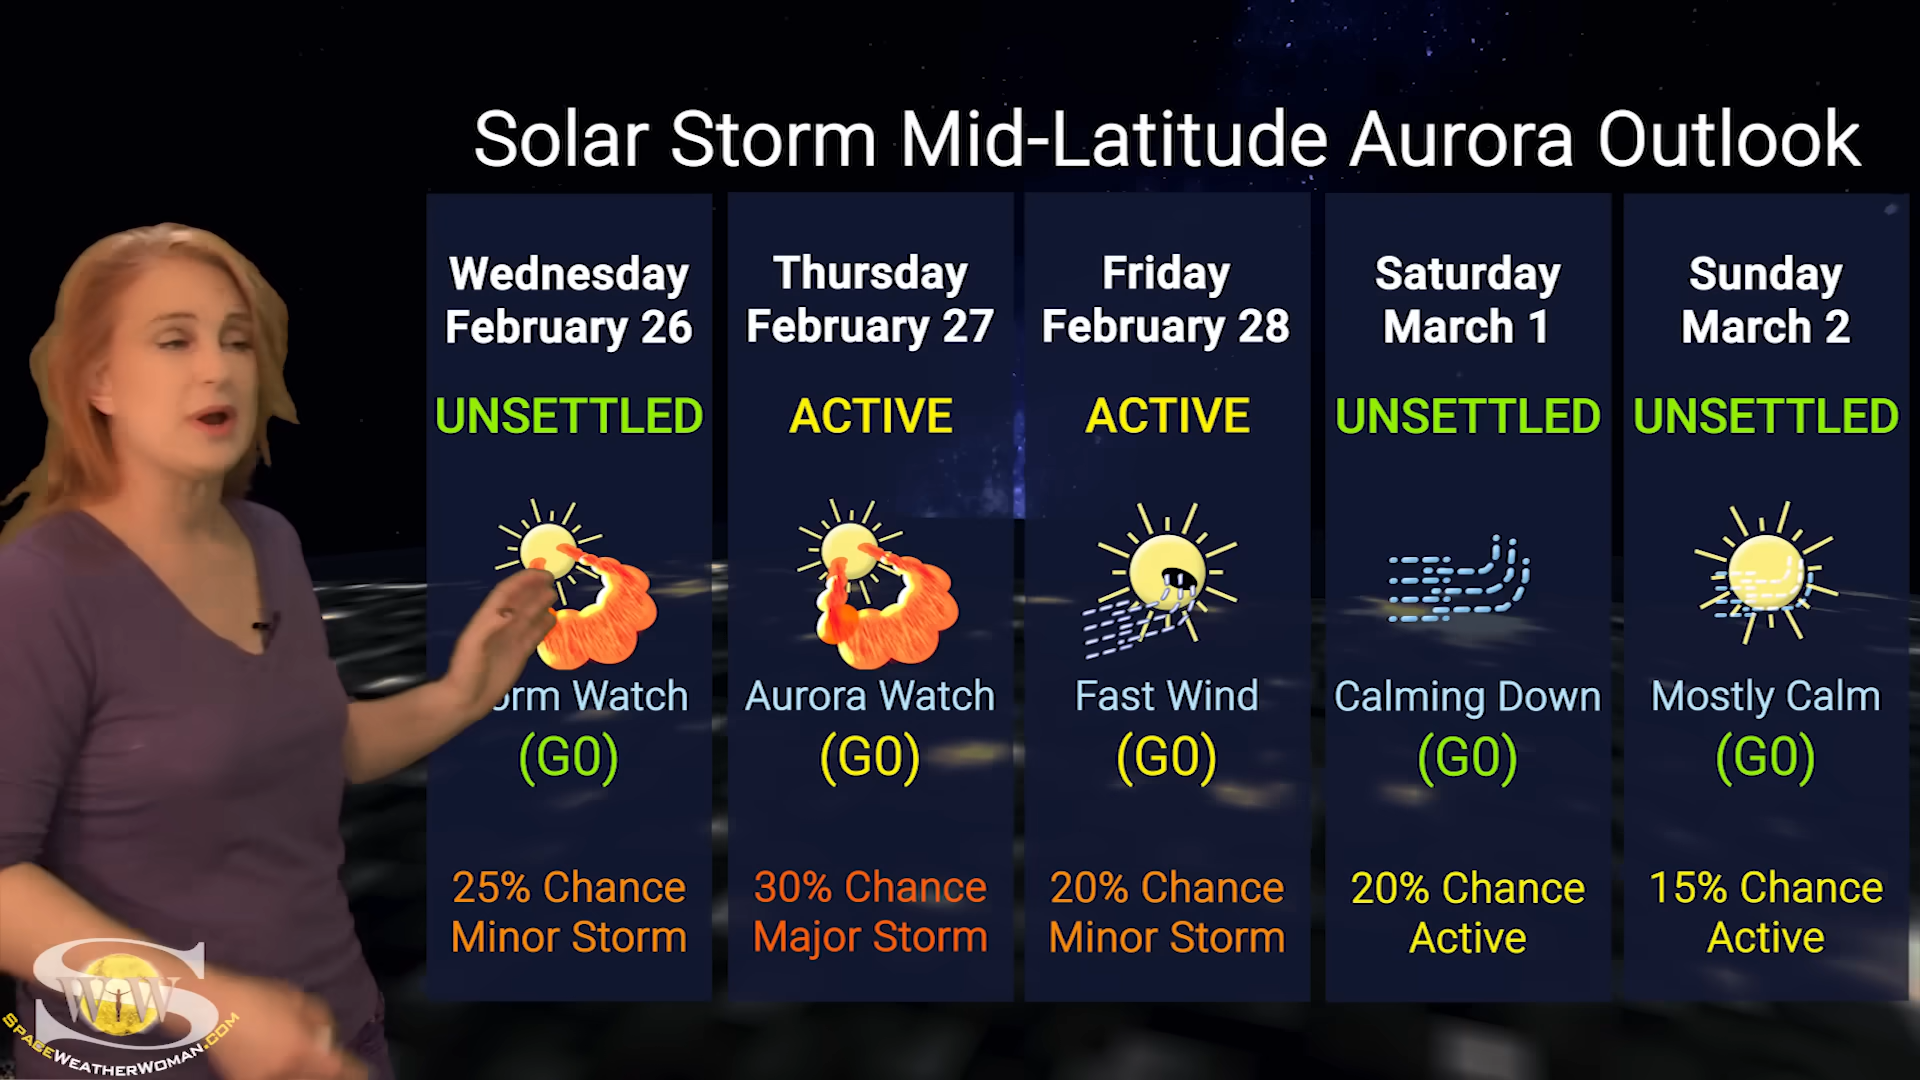 Solar Storm Mid-Latitude Aurora Outlook
Wednesday
February 26
UNSETTLED
orm Watch
(G0)
25% Chance
Minor Storm
Thursday
February 27
ACTIVE
Aurora Watch
(G0)
30% Chance
Major Storm
Friday
February 28
ACTIVE
Fast Wind
(G0)
20% Chance
Minor Storm
Saturday
March 1
UNSETTLED
Calming Down
(G0)
20% Chance
Active
Sunday
March 2
UNSETTLED
Mostly Calm
(G0)
15% Chance
Active
S
WW
SPACEWEATHERWOMAN.COM